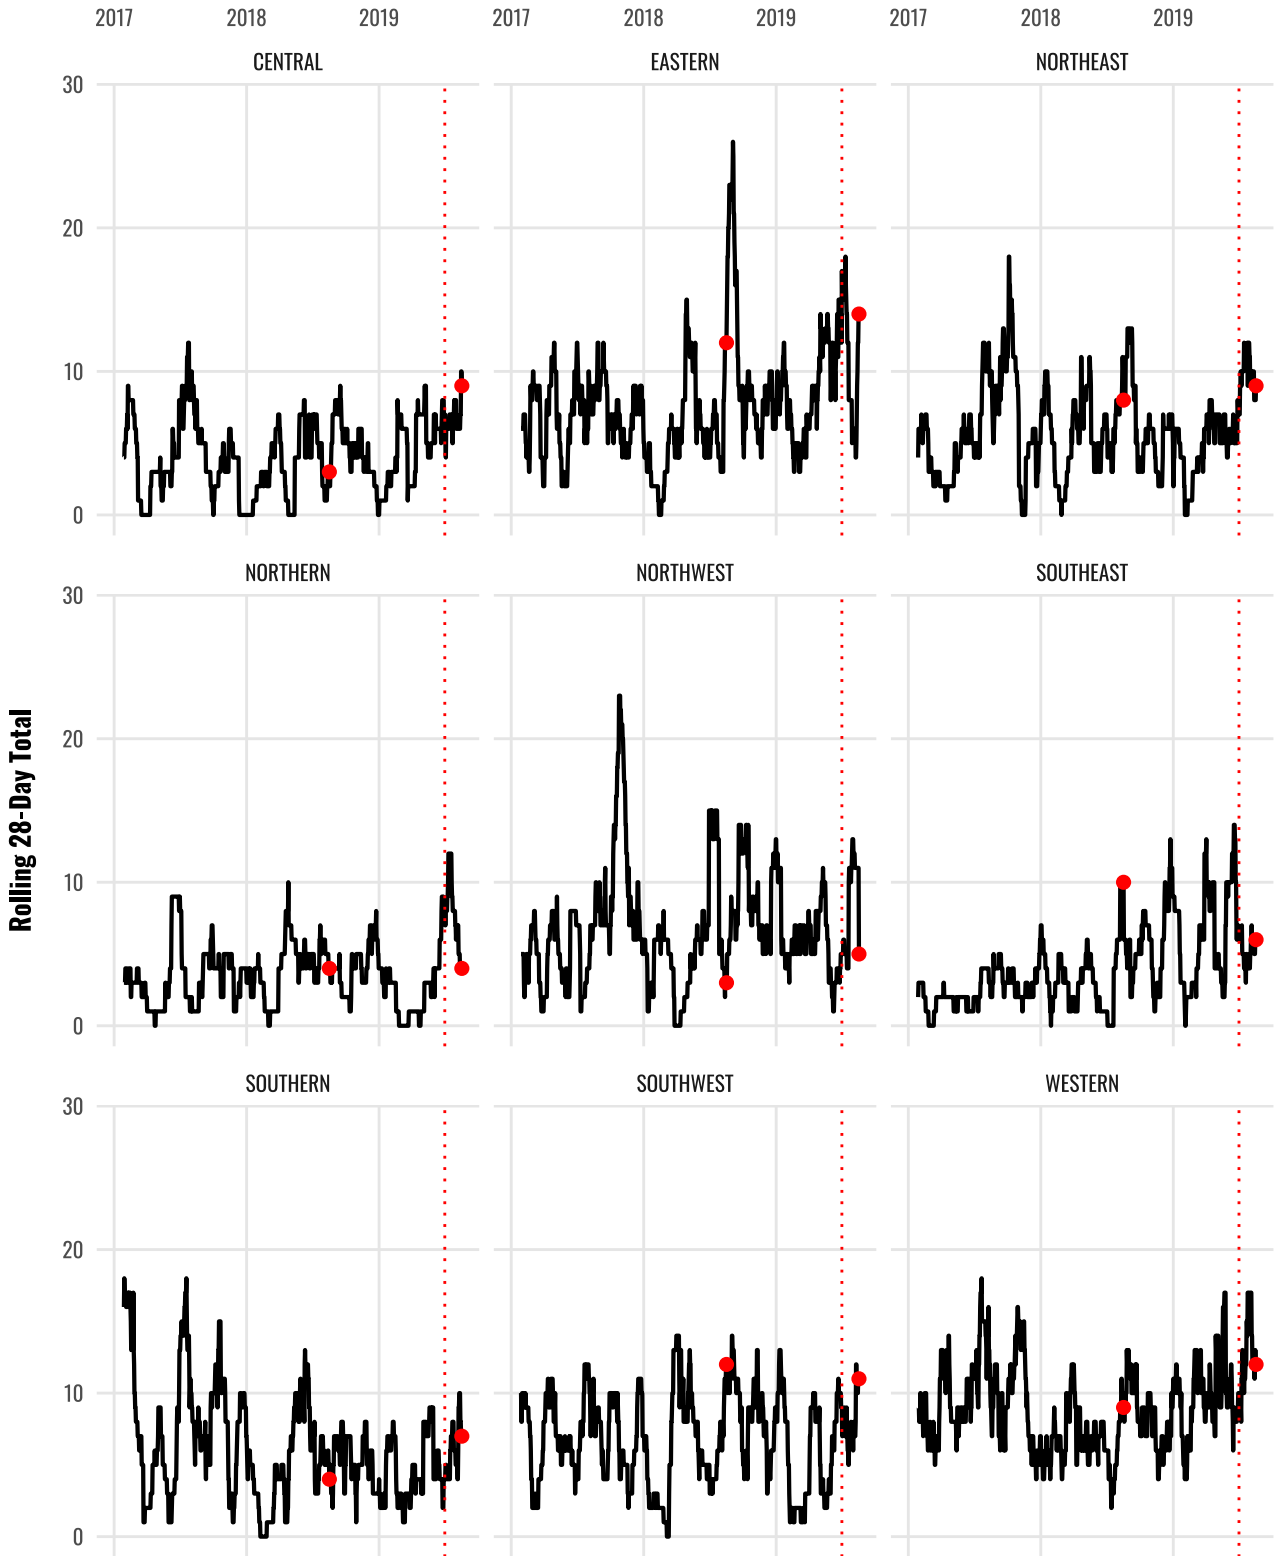 2017 2018 2019 2017 2018 2019 2017 2018 2019
CENTRAL EASTERN NORTHEAST
30
20
10
0
NORTHERN NORTHWEST SOUTHEAST
30
20
10
0
Rolling 28-Day Total
SOUTHERN SOUTHWEST WESTERN
30
20
10
0